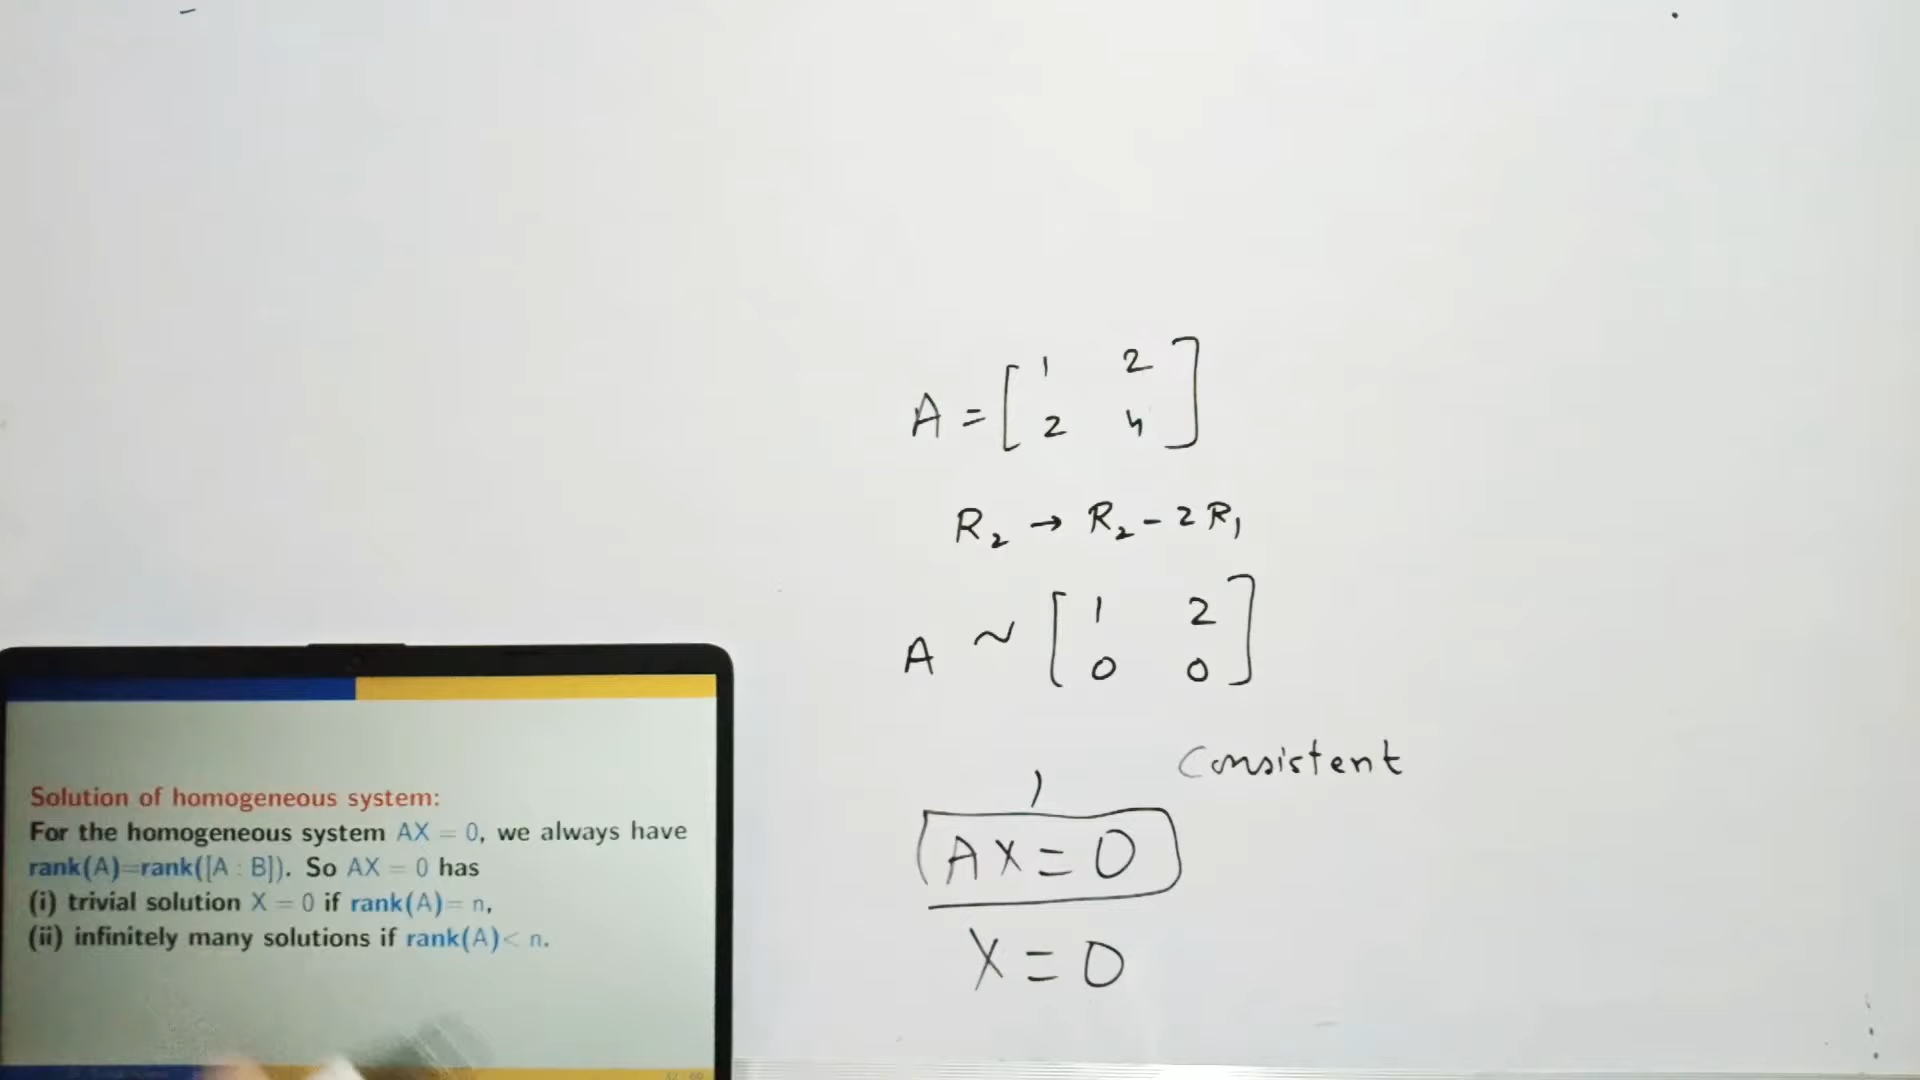 A = [ 1 2
2 4 ]
R₂ → R₂ - 2R₁
A ~ [ 1 2
0 0 ]
Consistent
AX = 0
X = 0
Solution of homogeneous system:
For the homogeneous system AX = 0, we always have
rank(A)=rank([A : B]). So AX = 0 has
(i) trivial solution X = 0 if rank(A)= n,
(ii) infinitely many solutions if rank(A)< n.